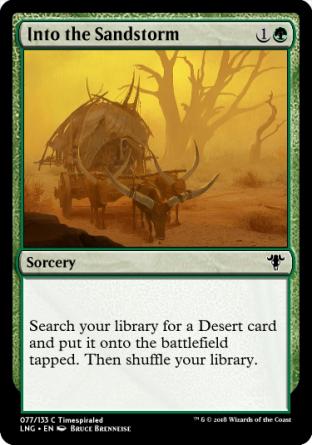 Into the Sandstorm 1
Sorcery
Search your library for a Desert card
and put it onto the battlefield
tapped. Then shuffle your library.
077/133 C Timespiraled
LNG • EN Bruce Brenneise
™ & © 2018 Wizards of the Coast